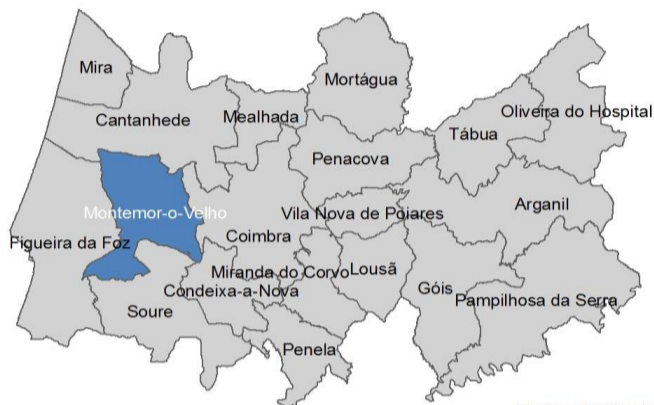 Mira
Mortágua
Cantanhede
Mealhada
Oliveira do Hospital
Tábua
Penacova
Montemor-o-Velho
Vila Nova de Poiares
Arganil
Figueira da Foz
Coimbra
Miranda do Corvo
Lousã
Condeixa-a-Nova
Góis
Pampilhosa da Serra
Soure
Penela